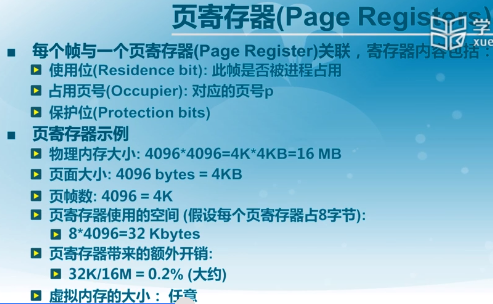 页寄存器(Page Registers)
学
xue
每个帧与一个页寄存器(Page Register)关联，寄存器内容包括：
使用位(Residence bit): 此帧是否被进程占用
占用页号(Occupier): 对应的页号p
保护位(Protection bits)
页寄存器示例
物理内存大小: 4096*4096=4K*4KB=16 MB
页面大小: 4096 bytes = 4KB
页帧数: 4096 = 4K
页寄存器使用的空间 (假设每个页寄存器占8字节):
8*4096=32 Kbytes
页寄存器带来的额外开销:
32K/16M = 0.2% (大约)
虚拟内存的大小： 任意